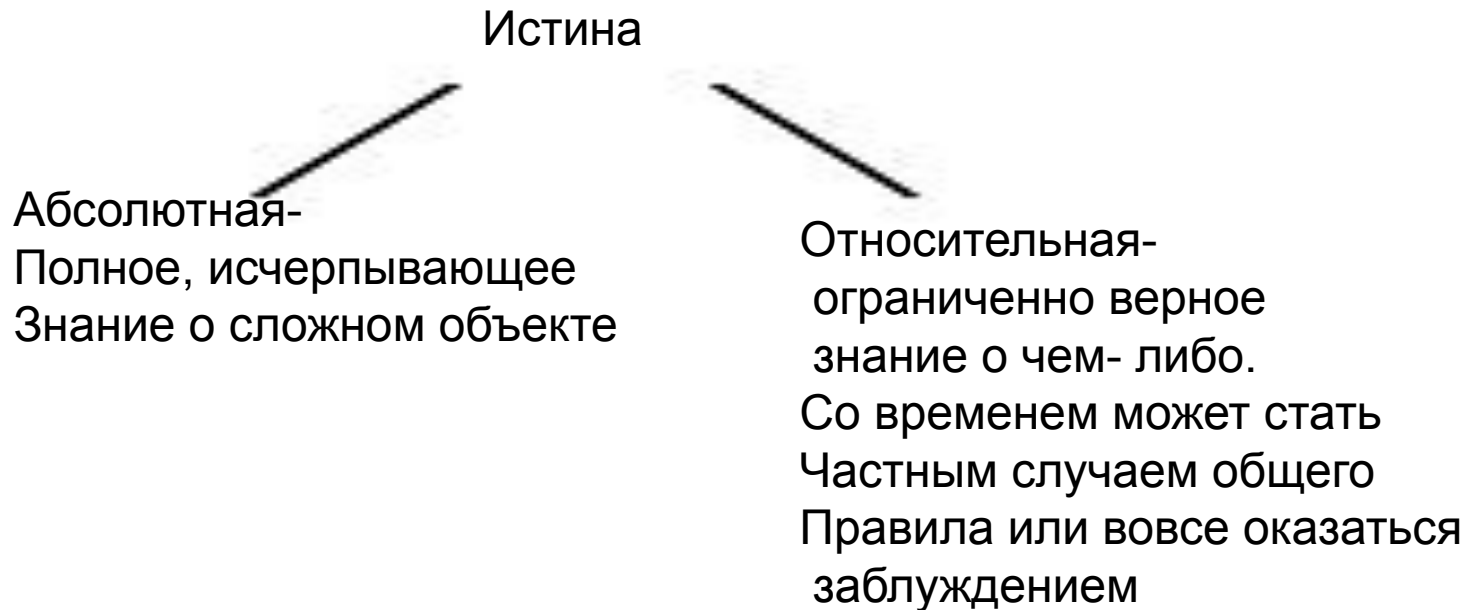 Истина
Абсолютная-
Полное, исчерпывающее
Знание о сложном объекте
Относительная-
ограниченно верное
знание о чем- либо.
Со временем может стать
Частным случаем общего
Правила или вовсе оказаться
заблуждением